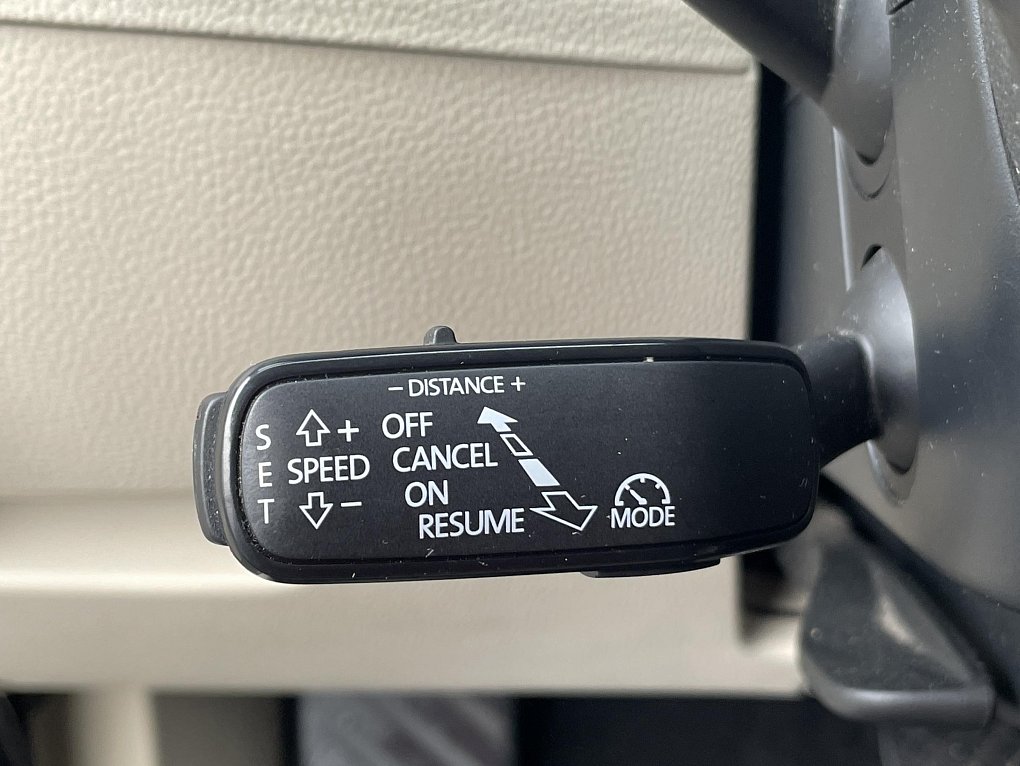 - DISTANCE +
OFF
S + CANCEL
E SPEED ON
T - RESUME
MODE